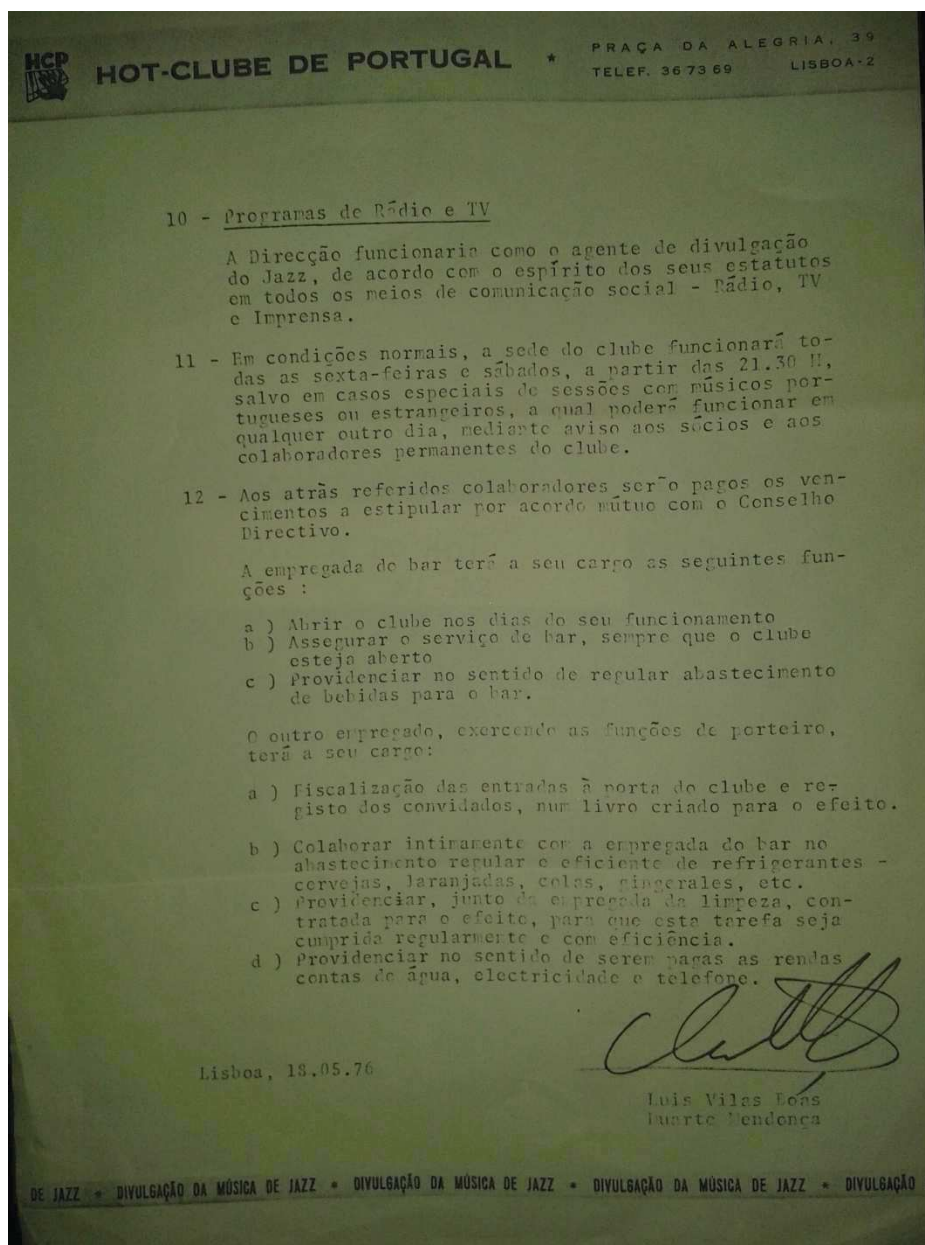 HCP
HOT-CLUBE DE PORTUGAL *
PRAÇA DA ALEGRIA, 39
TELEF. 36 73 69 LISBOA-2
10 - Programas de Rádio e TV
A Direcção funcionaria como o agente de divulgação
do Jazz, de acordo com o espírito dos seus estatutos
em todos os meios de comunicação social - Rádio, TV
e Imprensa.
11 - Em condições normais, a sede do clube funcionará to-
das as sexta-feiras e sábados, a partir das 21.30 H,
salvo em casos especiais de sessões com músicos por-
tugueses ou estrangeiros, a qual poderá funcionar em
qualquer outro dia, mediante aviso aos sócios e aos
colaboradores permanentes do clube.
12 - Aos atràs referidos colaboradores ser~o pagos os ven-
cimentos a estipular por acordo mútuo com o Conselho
Directivo.
A empregada de bar terá a seu cargo as seguintes fun-
ções :
a ) Abrir o clube nos dias do seu funcionamento
b ) Assegurar o serviço de bar, sempre que o clube
esteja aberto
c ) Providenciar no sentido de regular abastecimento
de bebidas para o bar.
O outro empregado, exercendo as funções de porteiro,
terá a seu cargo:
a ) Fiscalização das entradas à porta do clube e re-
gisto dos convidados, num livro criado para o efeito.
b ) Colaborar intimamente com a empregada do bar no
abastecimento regular e eficiente de refrigerantes -
cervejas, laranjadas, colas, gingerales, etc.
c ) Providenciar, junto da empregada da limpeza, con-
tratada para o efeito, para que esta tarefa seja
cumprida regularmente e com eficiência.
d ) Providenciar no sentido de serem pagas as rendas
contas de água, electricidade e telefone.
Lisboa, 18.05.76
Luis Vilas Boas
Duarte Mendonça
DE JAZZ * DIVULGAÇÃO DA MÚSICA DE JAZZ * DIVULGAÇÃO DA MÚSICA DE JAZZ * DIVULGAÇÃO DA MÚSICA DE JAZZ * DIVULGAÇÃO